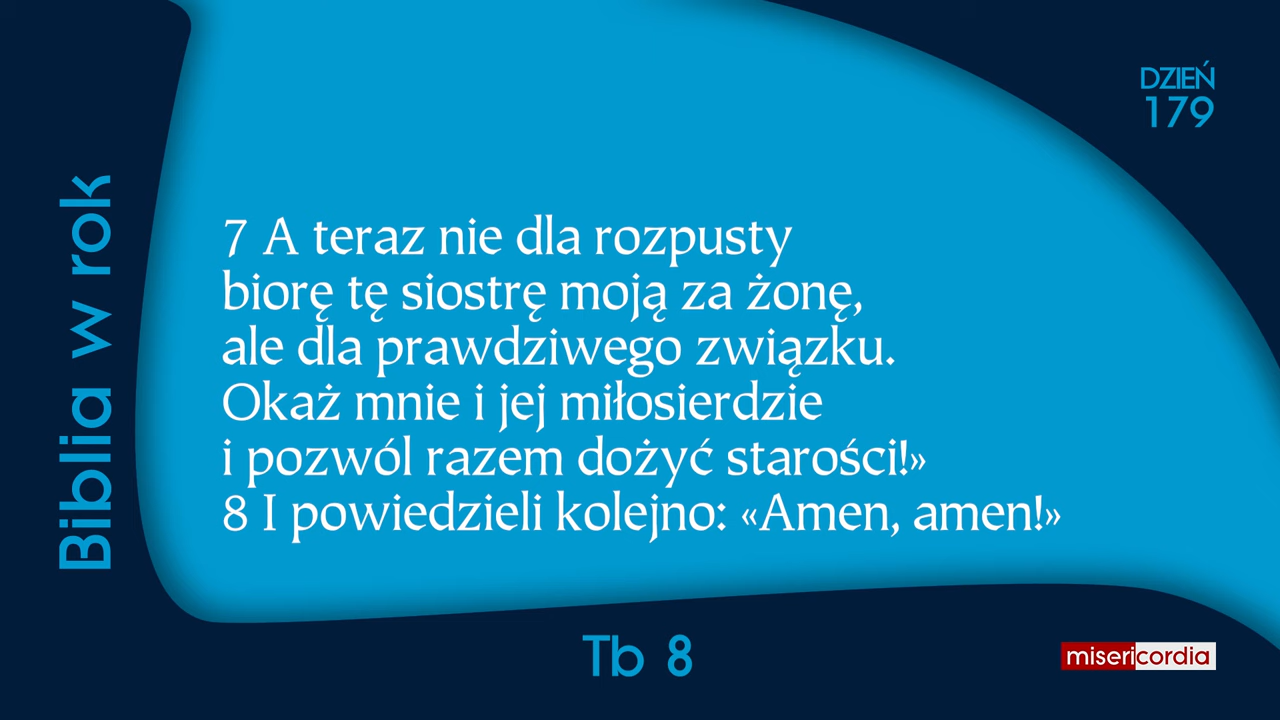 DZIEŃ
179
Biblia w rok
7 A teraz nie dla rozpusty
biorę tę siostrę moją za żonę,
ale dla prawdziwego związku.
Okaż mnie i jej miłosierdzie
i pozwól razem dożyć starości!»
8 I powiedzieli kolejno: «Amen, amen!»
Tb 8
misericordia